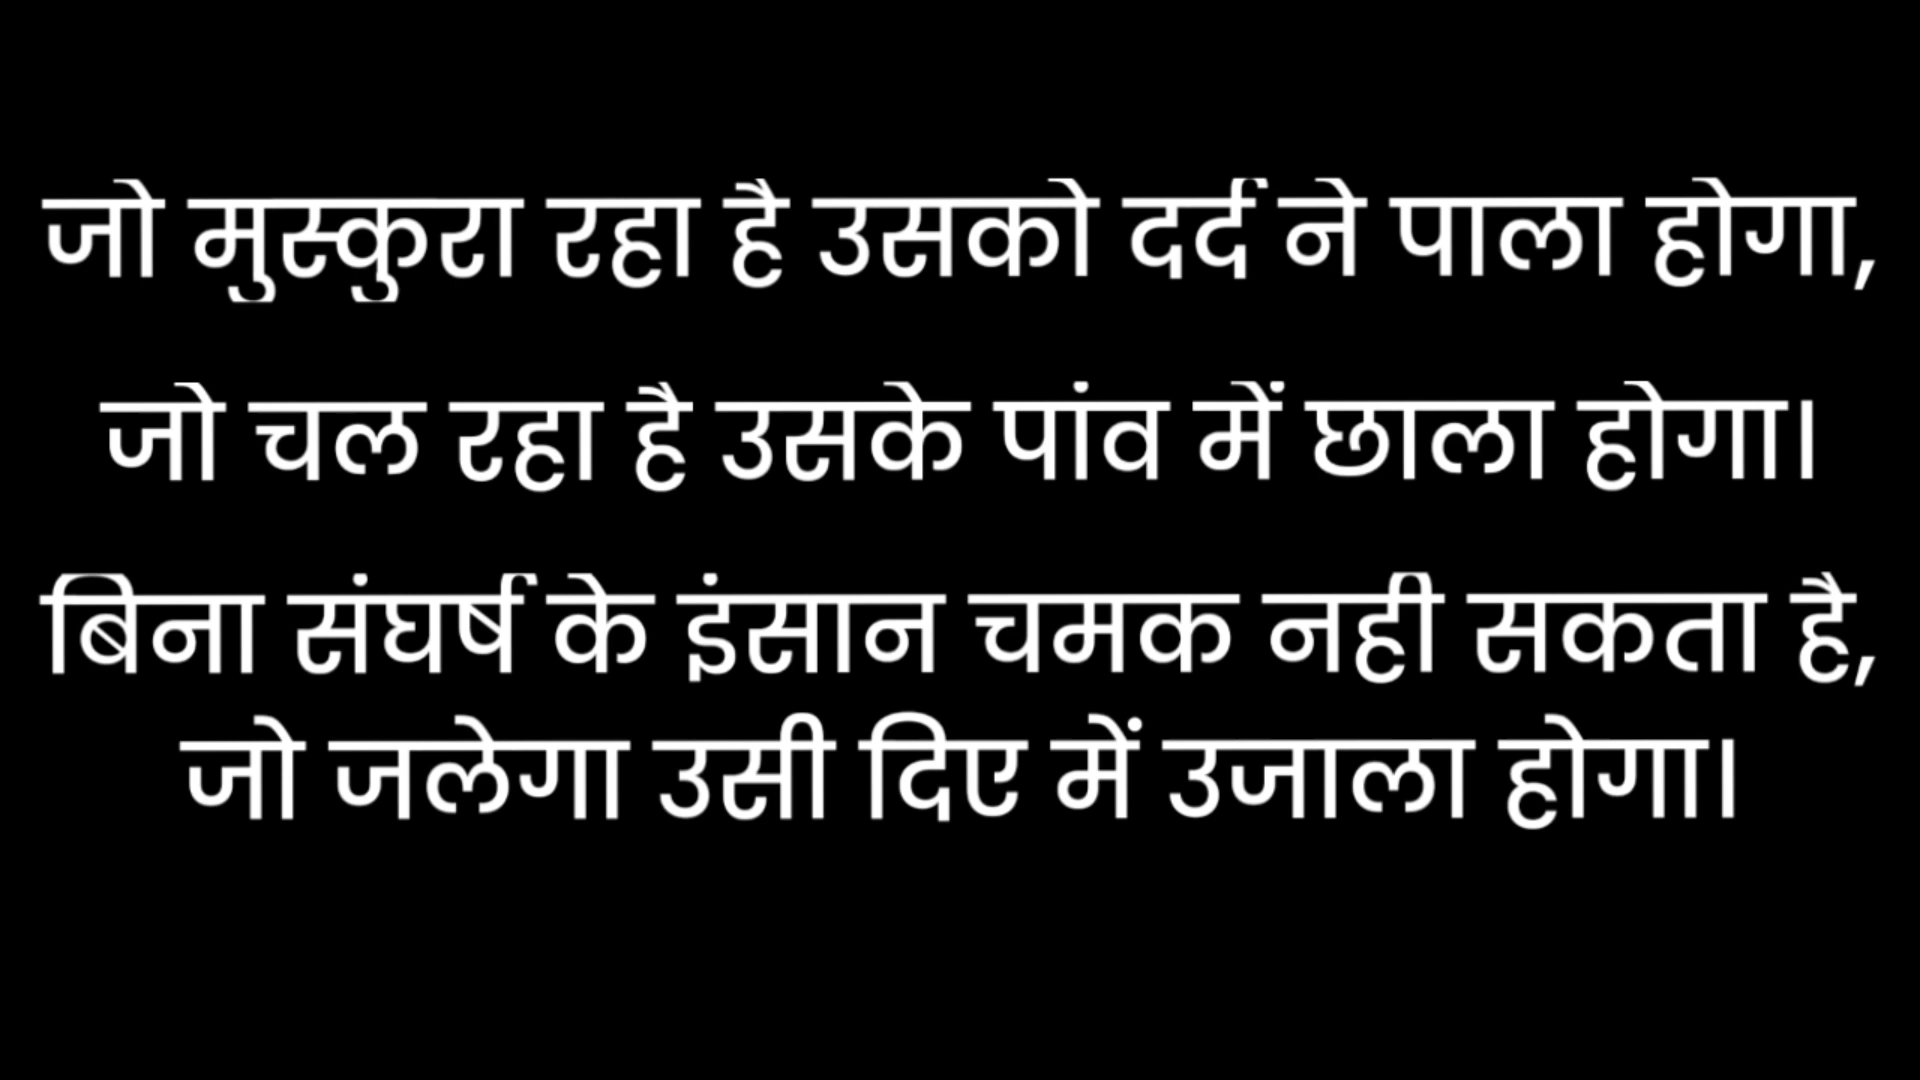 जो मुस्कुरा रहा है उसको दर्द ने पाला होगा,
जो चल रहा है उसके पांव में छाला होगा।
बिना संघर्ष के इंसान चमक नही सकता है,
जो जलेगा उसी दिए में उजाला होगा।